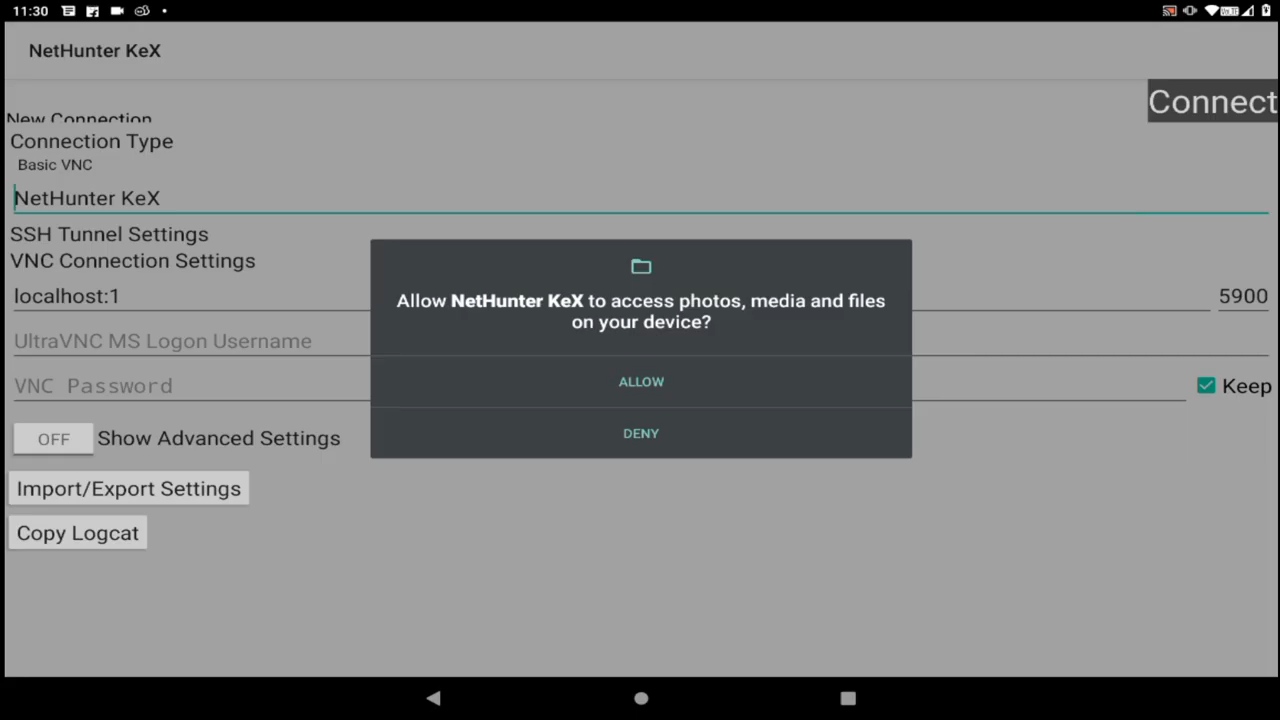 11:30
NetHunter KeX
Connect
New Connection
Connection Type
Basic VNC
NetHunter KeX
SSH Tunnel Settings
VNC Connection Settings
localhost:1
5900
Allow NetHunter KeX to access photos, media and files
on your device?
UltraVNC MS Logon Username
ALLOW
VNC Password
Keep
DENY
OFF
Show Advanced Settings
Import/Export Settings
Copy Logcat